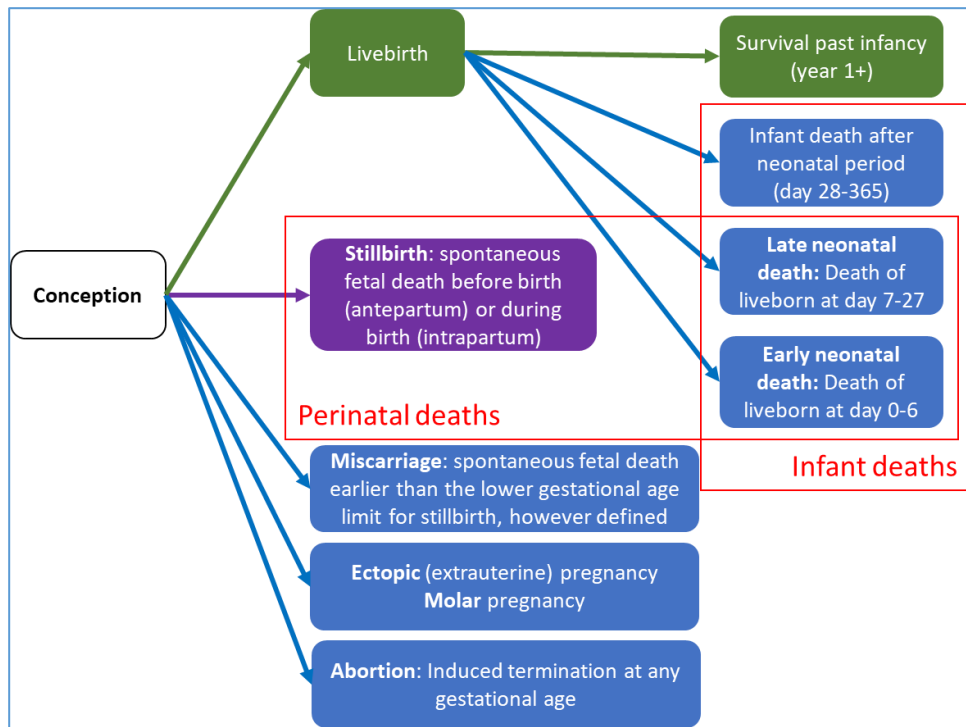 Livebirth
Survival past infancy
(year 1+)
Infant death after
neonatal period
(day 28-365)
Conception
Stillbirth: spontaneous
fetal death before birth
(antepartum) or during
birth (intrapartum)
Late neonatal
death: Death of
liveborn at day 7-27
Early neonatal
death: Death of
liveborn at day 0-6
Perinatal deaths
Infant deaths
Miscarriage: spontaneous fetal death
earlier than the lower gestational age
limit for stillbirth, however defined
Ectopic (extrauterine) pregnancy
Molar pregnancy
Abortion: Induced termination at any
gestational age